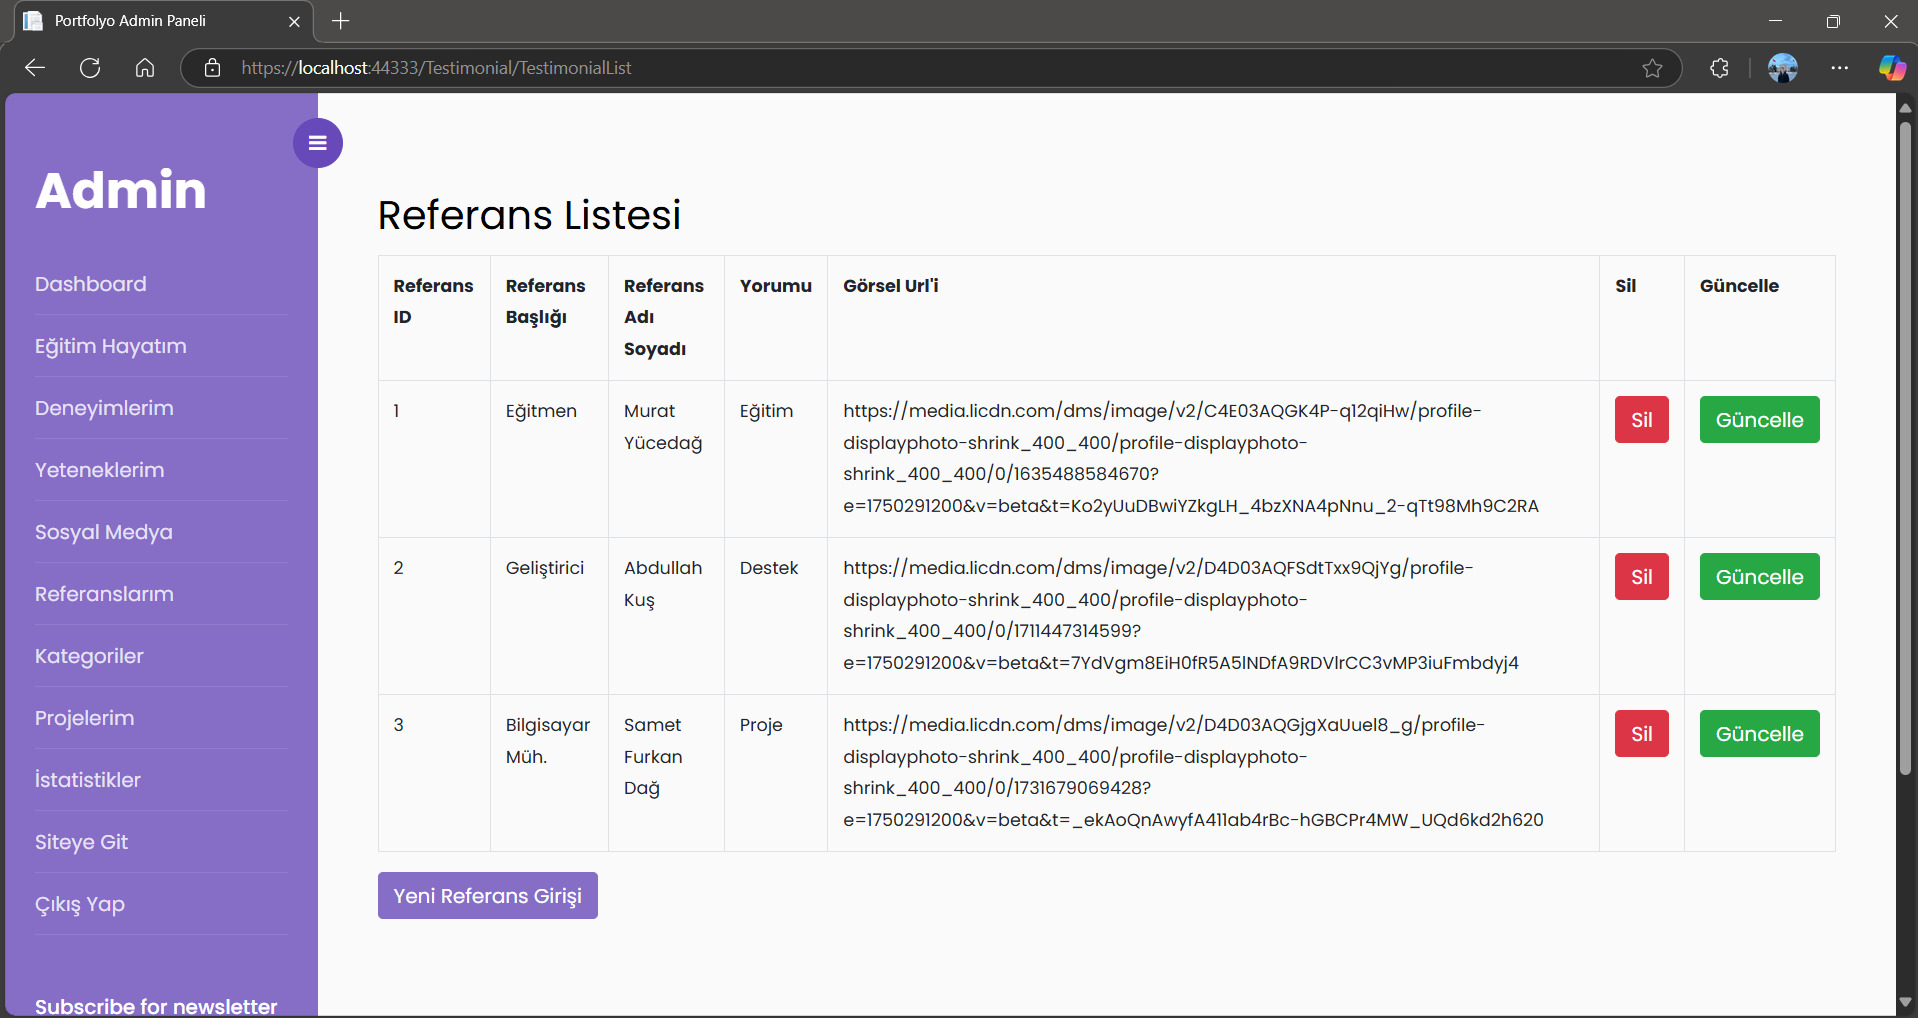 Portfolyo Admin Paneli
https://localhost:44333/Testimonial/TestimonialList
Admin
Dashboard
Eğitim Hayatım
Deneyimlerim
Yeteneklerim
Sosyal Medya
Referanslarım
Kategoriler
Projelerim
İstatistikler
Siteye Git
Çıkış Yap
Subscribe for newsletter
Referans Listesi
Referans
ID
Referans
Başlığı
Referans
Adı
Soyadı
Yorumu
Görsel Url'i
Sil
Güncelle
1
Eğitmen
Murat
Yücedağ
Eğitim
https://media.licdn.com/dms/image/v2/C4E03AQGK4P-q12qiHw/profile-
displayphoto-shrink_400_400/profile-displayphoto-
shrink_400_400/0/1635488584670?
e=1750291200&v=beta&t=Ko2yUuDBwiYZkgLH_4bzXNA4pNnu_2-qTt98Mh9C2RA
Sil
Güncelle
2
Geliştirici
Abdullah
Kuş
Destek
https://media.licdn.com/dms/image/v2/D4D03AQFSdtTxx9QjYg/profile-
displayphoto-shrink_400_400/profile-displayphoto-
shrink_400_400/0/1711447314599?
e=1750291200&v=beta&t=7YdVgm8EiH0fR5A5lNDfA9RDVlrCC3vMP3iuFmbdyj4
Sil
Güncelle
3
Bilgisayar
Müh.
Samet
Furkan
Dağ
Proje
https://media.licdn.com/dms/image/v2/D4D03AQGjgXaUuel8_g/profile-
displayphoto-shrink_400_400/profile-displayphoto-
shrink_400_400/0/1731679069428?
e=1750291200&v=beta&t=_ekAoQnAwyfA411ab4rBc-hGBCPr4MW_UQd6kd2h620
Sil
Güncelle
Yeni Referans Girişi